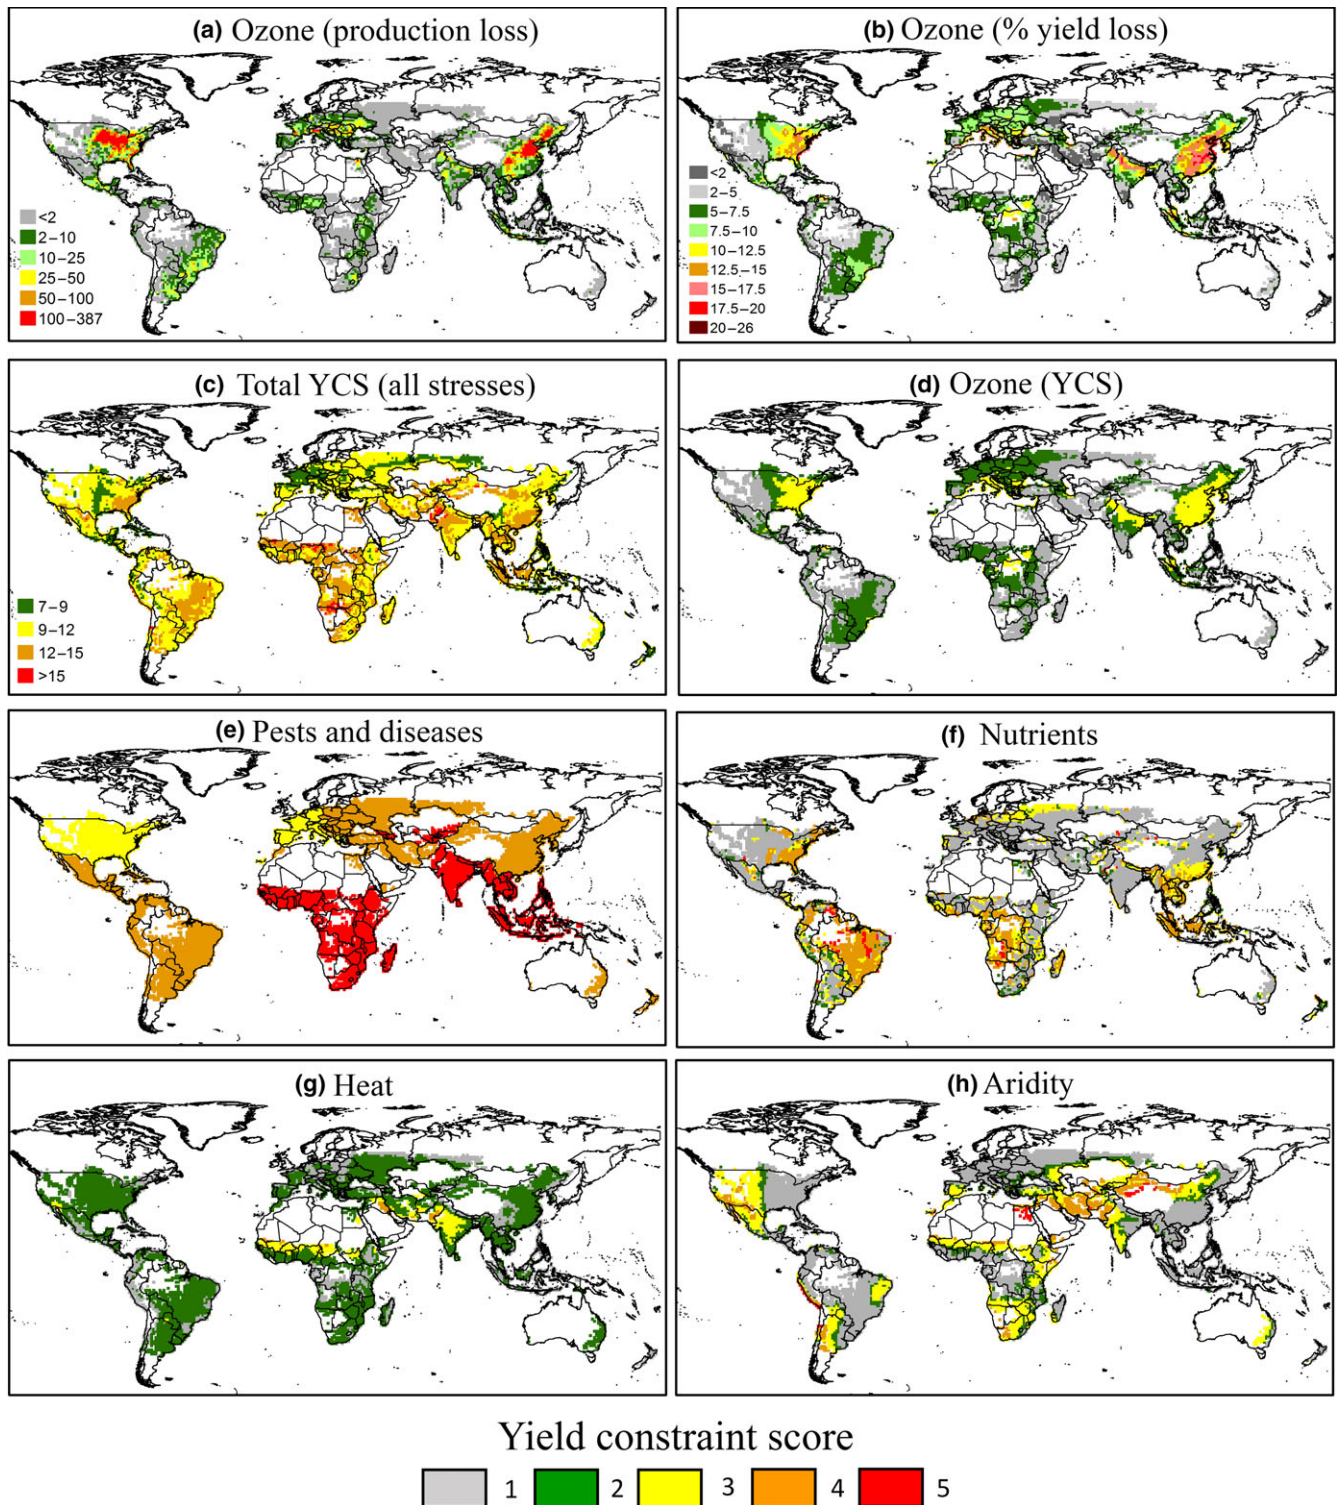 (a) Ozone (production loss)
<2
2–10
10–25
25–50
50–100
100–387
(b) Ozone (% yield loss)
<2
2–5
5–7.5
7.5–10
10–12.5
12.5–15
15–17.5
17.5–20
20–26
(c) Total YCS (all stresses)
7–9
9–12
12–15
>15
(d) Ozone (YCS)
(e) Pests and diseases
(f) Nutrients
(g) Heat
(h) Aridity
Yield constraint score
1 2 3 4 5